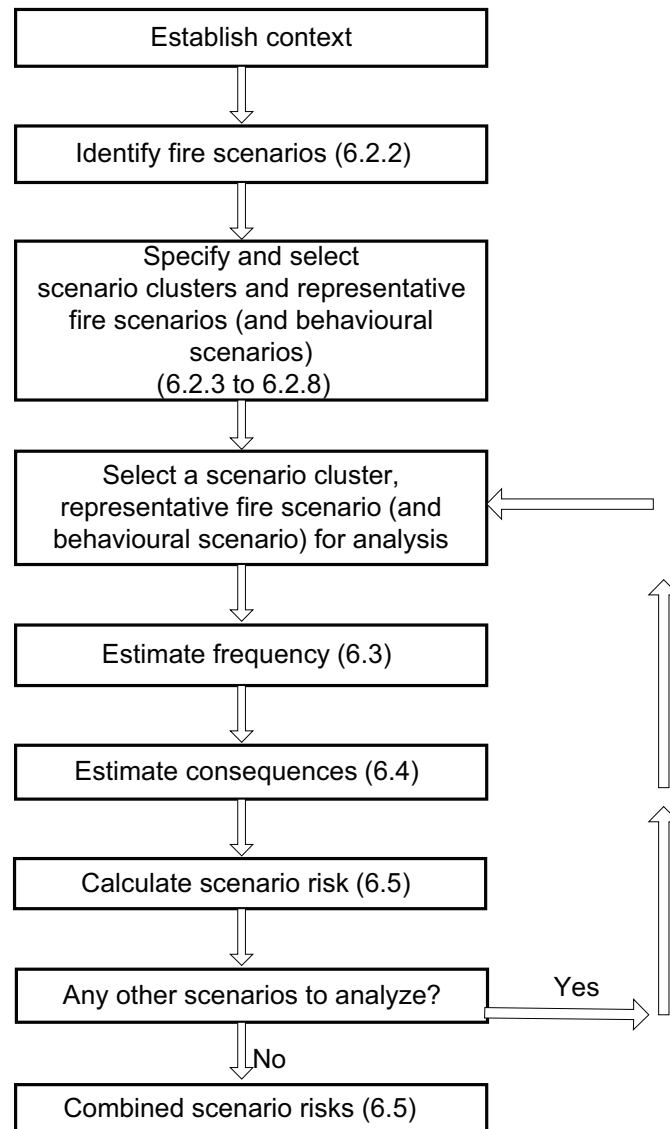 Establish context
Identify fire scenarios (6.2.2)
Specify and select
scenario clusters and representative
fire scenarios (and behavioural
scenarios)
(6.2.3 to 6.2.8)
Select a scenario cluster,
representative fire scenario (and
behavioural scenario) for analysis
Estimate frequency (6.3)
Estimate consequences (6.4)
Calculate scenario risk (6.5)
Any other scenarios to analyze?
Yes
No
Combined scenario risks (6.5)